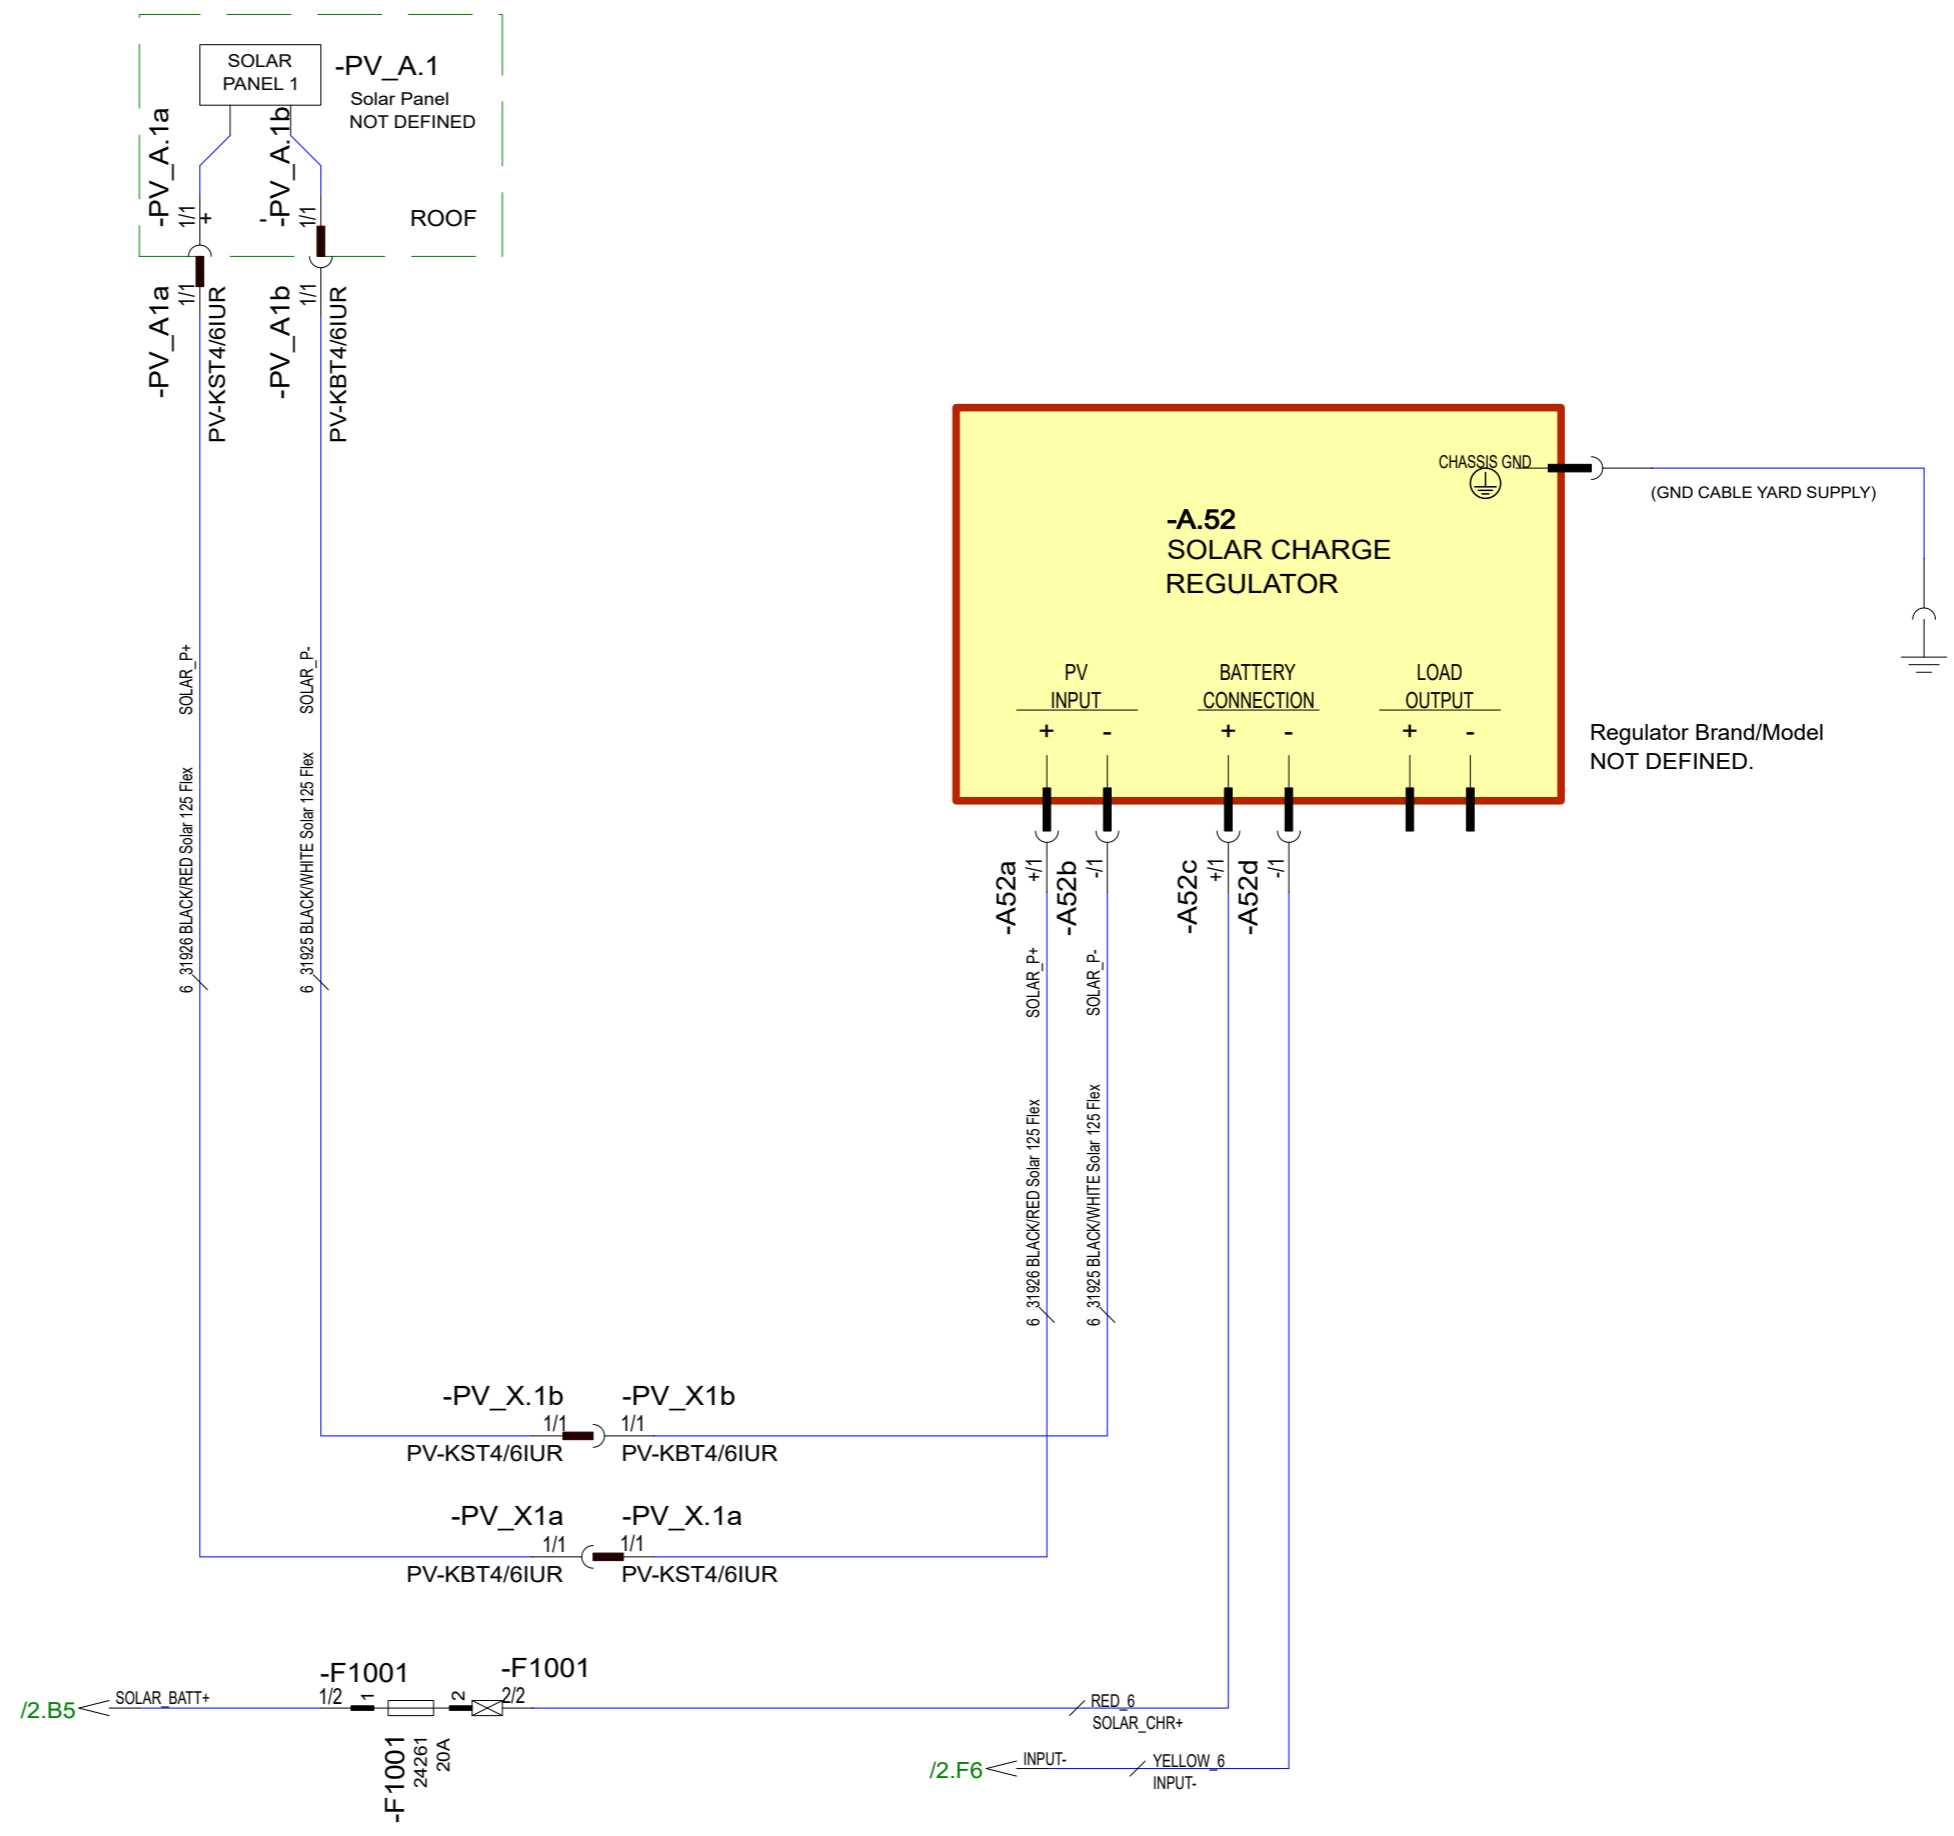 SOLAR
PANEL 1
-PV_A.1
Solar Panel
NOT DEFINED
-PV_A.1a
1/1
+
-
-PV_A.1b
1/1
ROOF
-PV_A1a
1/1
PV-KST4/6IUR
-PV_A1b
1/1
PV-KBT4/6IUR
SOLAR_P+
6 31926 BLACK/RED Solar 125 Flex
SOLAR_P-
6 31925 BLACK/WHITE Solar 125 Flex
CHASSIS GND
(GND CABLE YARD SUPPLY)
-A.52
SOLAR CHARGE
REGULATOR
PV
INPUT
+ -
BATTERY
CONNECTION
+ -
LOAD
OUTPUT
+ -
Regulator Brand/Model
NOT DEFINED.
-A52a
+/1
-A52b
-/1
-A52c
+/1
-A52d
-/1
SOLAR_P+
6 31926 BLACK/RED Solar 125 Flex
SOLAR_P-
6 31925 BLACK/WHITE Solar 125 Flex
-PV_X.1b
1/1
PV-KST4/6IUR
-PV_X1b
1/1
PV-KBT4/6IUR
-PV_X1a
1/1
PV-KBT4/6IUR
-PV_X.1a
1/1
PV-KST4/6IUR
/2.B5
SOLAR_BATT+
-F1001
1/2
1
2
-F1001
2/2
-F1001
24261
20A
RED_6
SOLAR_CHR+
/2.F6
INPUT-
YELLOW_6
INPUT-